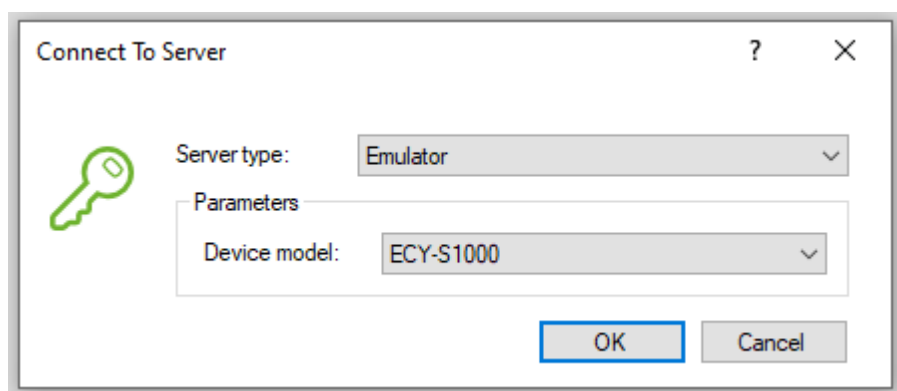 Connect To Server
?
Server type:
Emulator
Parameters
Device model:
ECY-S1000
OK
Cancel